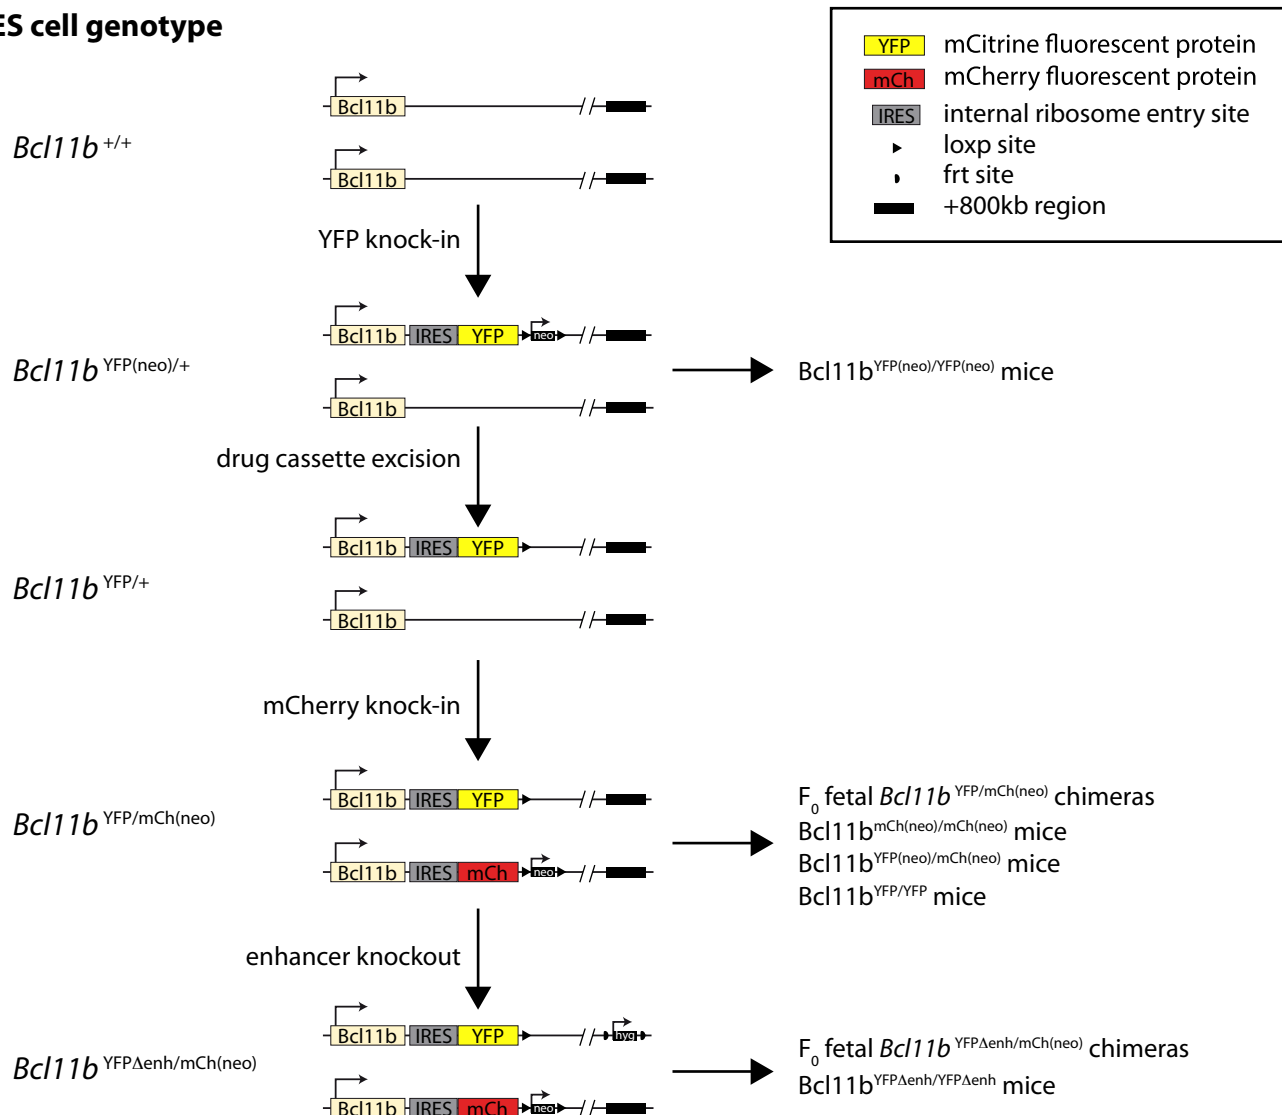 ES cell genotype
YFP mCitrine fluorescent protein
mCh mCherry fluorescent protein
IRES internal ribosome entry site
loxp site
frt site
+800kb region
Bcl11b
Bcl11b +/+
Bcl11b
YFP knock-in
Bcl11b IRES YFP neo
Bcl11b YFP(neo)/+
Bcl11b YFP(neo)/YFP(neo) mice
Bcl11b
drug cassette excision
Bcl11b IRES YFP
Bcl11b YFP/+
Bcl11b
mCherry knock-in
Bcl11b IRES YFP
Bcl11b YFP/mCh(neo)
Bcl11b IRES mCh neo
F0 fetal Bcl11b YFP/mCh(neo) chimeras
Bcl11b mCh(neo)/mCh(neo) mice
Bcl11b YFP(neo)/mCh(neo) mice
Bcl11b YFP/YFP mice
enhancer knockout
Bcl11b IRES YFP hyg
Bcl11b YFPΔenh/mCh(neo)
Bcl11b IRES mCh neo
F0 fetal Bcl11b YFPΔenh/mCh(neo) chimeras
Bcl11b YFPΔenh/YFPΔenh mice